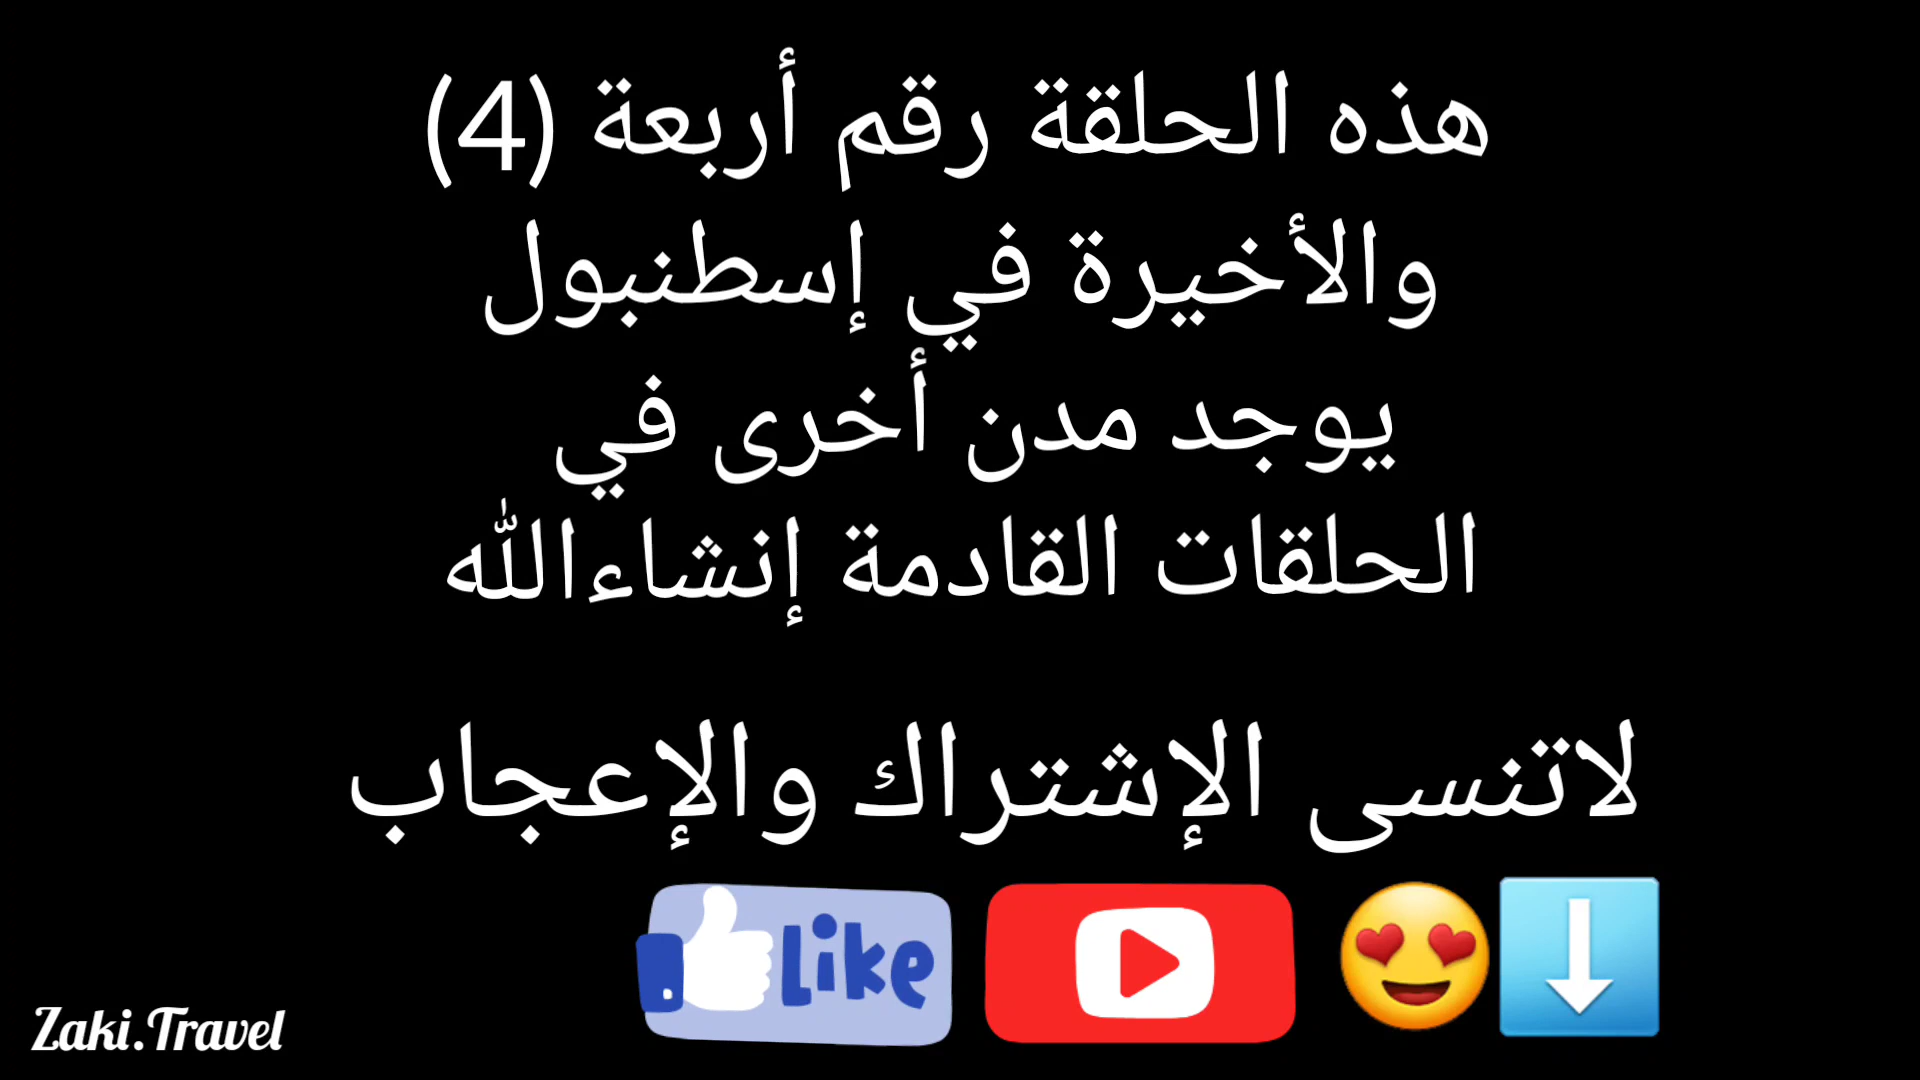 هذه الحلقة رقم أربعة (4)
والأخيرة في إسطنبول
يوجد مدن أخرى في
الحلقات القادمة إنشاءالله
لاتنسى الإشتراك والإعجاب
Like
Zaki.Travel